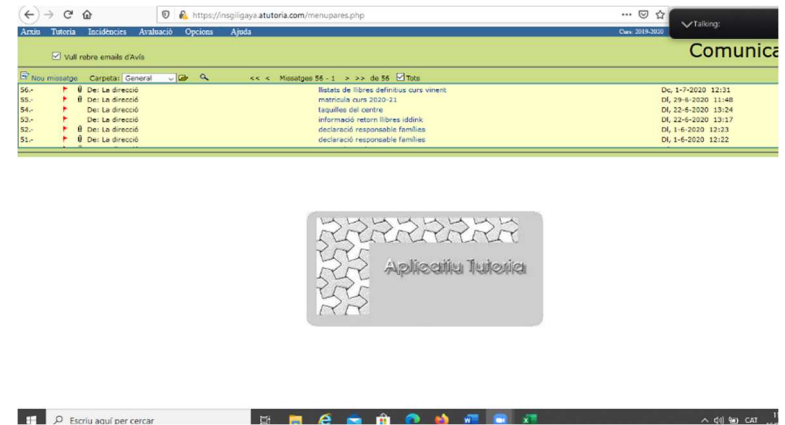 https://insgiligaya.atutoria.com/menupares.php
Talking:
Arxiu Tutoria Incidències Avaluació Opcions Ajuda
Curs: 2019-2020
Vull rebre emails d'Avís
Comunica
Nou missatge Carpeta: General << < Missatges 56 - 1 > >> de 56 Tots
56.- De: La direcció llistats de llibres definitius curs vinent Dc, 1-7-2020 12:31
55.- De: La direcció matricula curs 2020-21 Dl, 29-6-2020 11:48
54.- De: La direcció taquilles del centre Dl, 22-6-2020 13:24
53.- De: La direcció informació retorn llibres iddink Dl, 22-6-2020 13:17
52.- De: La direcció declaració responsable famílies Dl, 1-6-2020 12:23
51.- De: La direcció declaració responsable famílies Dl, 1-6-2020 12:22
Aplicatiu Tutoria
Escriu aquí per cercar
CAT